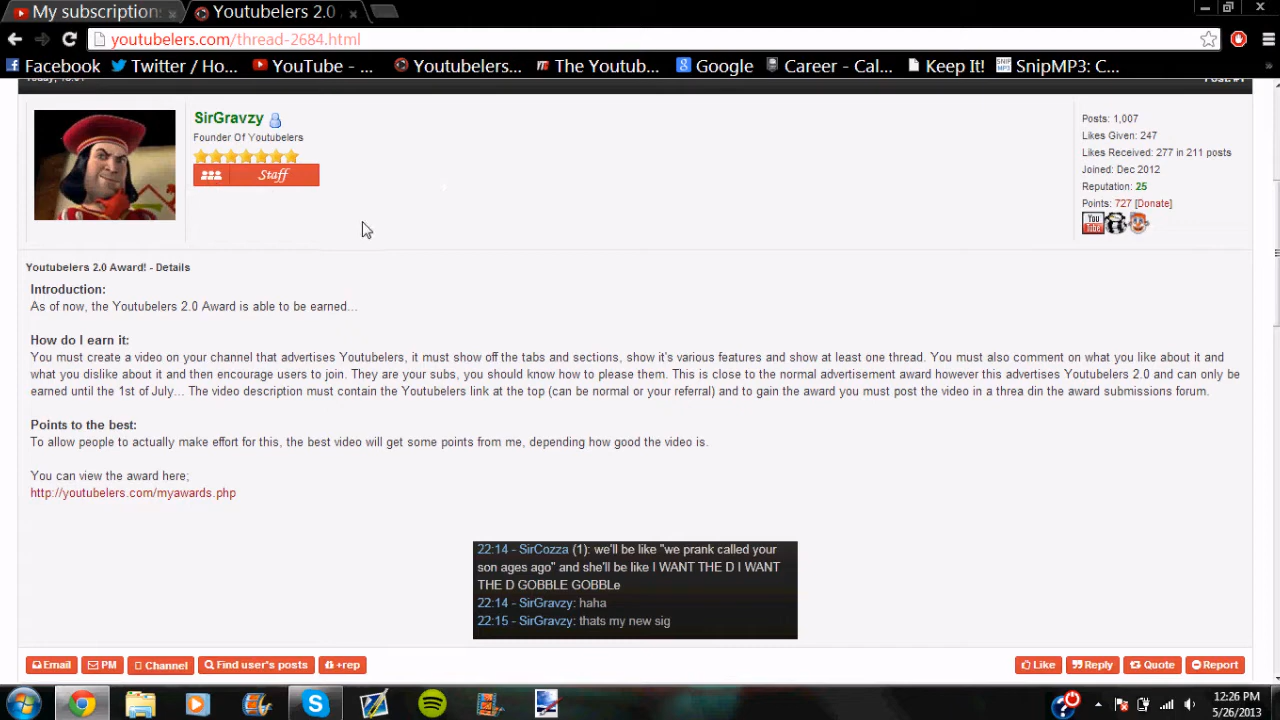 My subscriptions
Youtubelers 2.0
youtubelers.com/thread-2684.html
Facebook
Twitter / Ho...
YouTube - ...
Youtubelers...
The Youtub...
Google
Career - Cal...
Keep It!
SnipMP3: C...
SirGravzy
Founder Of Youtubelers
Staff
Posts: 1,007
Likes Given: 247
Likes Received: 277 in 211 posts
Joined: Dec 2012
Reputation: 25
Points: 727 [Donate]
You
Tube
Youtubelers 2.0 Award! - Details
Introduction:
As of now, the Youtubelers 2.0 Award is able to be earned...
How do I earn it:
You must create a video on your channel that advertises Youtubelers, it must show off the tabs and sections, show it's various features and show at least one thread. You must also comment on what you like about it and
what you dislike about it and then encourage users to join. They are your subs, you should know how to please them. This is close to the normal advertisement award however this advertises Youtubelers 2.0 and can only be
earned until the 1st of July... The video description must contain the Youtubelers link at the top (can be normal or your referral) and to gain the award you must post the video in a threa din the award submissions forum.
Points to the best:
To allow people to actually make effort for this, the best video will get some points from me, depending how good the video is.
You can view the award here;
http://youtubelers.com/myawards.php
22:14 - SirCozza (1): we'll be like "we prank called your
son ages ago" and she'll be like I WANT THE D I WANT
THE D GOBBLE GOBBLe
22:14 - SirGravzy: haha
22:15 - SirGravzy: thats my new sig
Email
PM
Channel
Find user's posts
+rep
Like
Reply
Quote
Report
12:26 PM
5/26/2013